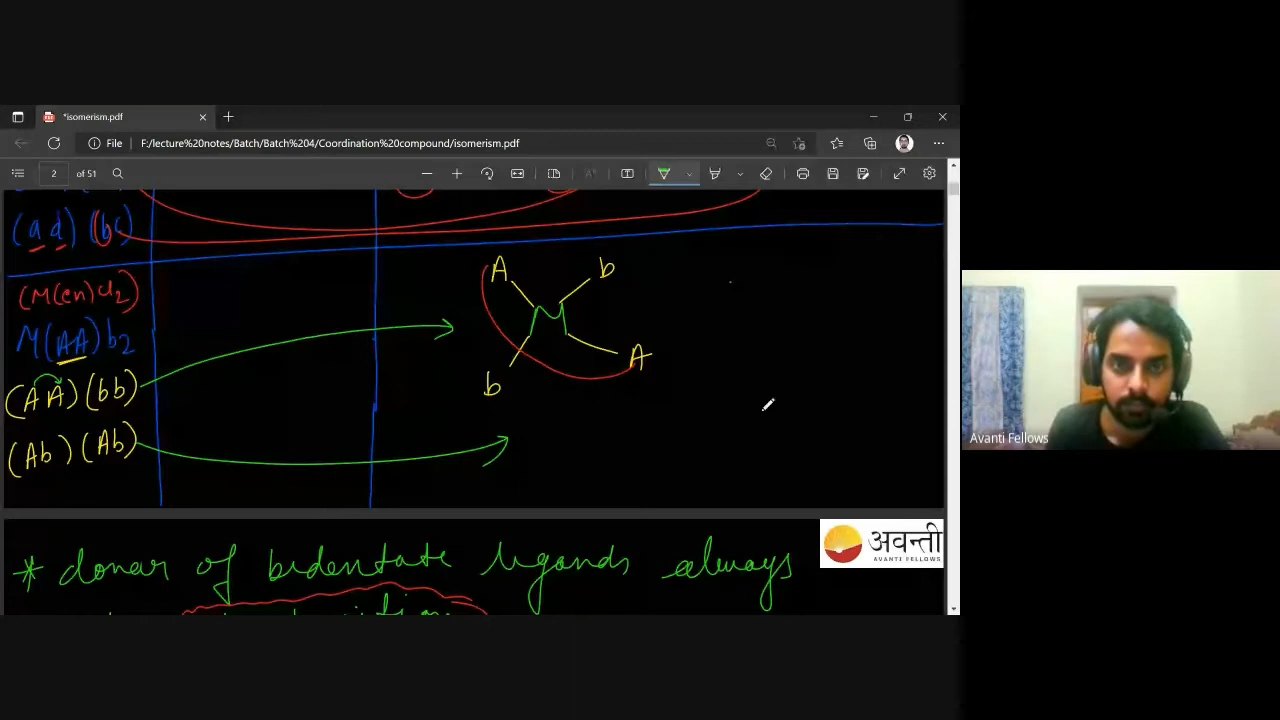 *isomerism.pdf
File F:/lecture%20notes/Batch/Batch%204/Coordination%20compound/isomerism.pdf
2 of 51
(a d) (bc)
(M(en)cl2)
M(AA)b2
(AA)(bb)
(Ab)(Ab)
A b
M
b A
Avanti Fellows
* donar of bidentate ligands always
अवन्ती
AVANTI FELLOWS